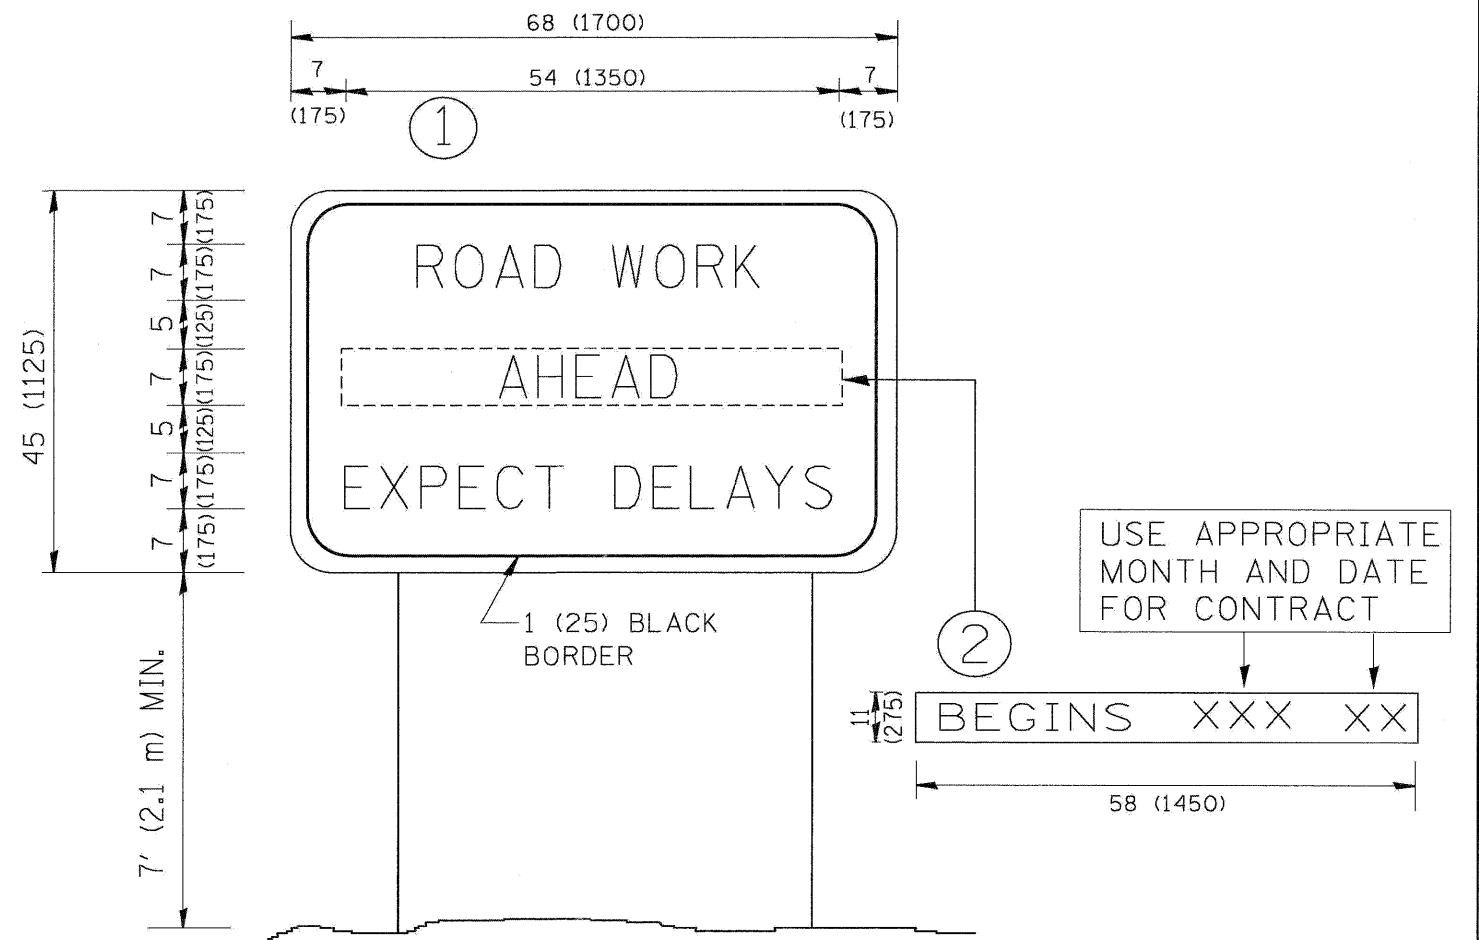 68 (1700)
7
54 (1350)
7
(175)
(175)
1
45 (1125)
7
(175)
7
(175)
5
(125)
7
(175)
5
(125)
7
(175)
7
(175)
ROAD WORK
AHEAD
EXPECT DELAYS
1 (25) BLACK
BORDER
7' (2.1 m) MIN.
2
USE APPROPRIATE
MONTH AND DATE
FOR CONTRACT
11
(275)
BEGINS XXX XX
58 (1450)